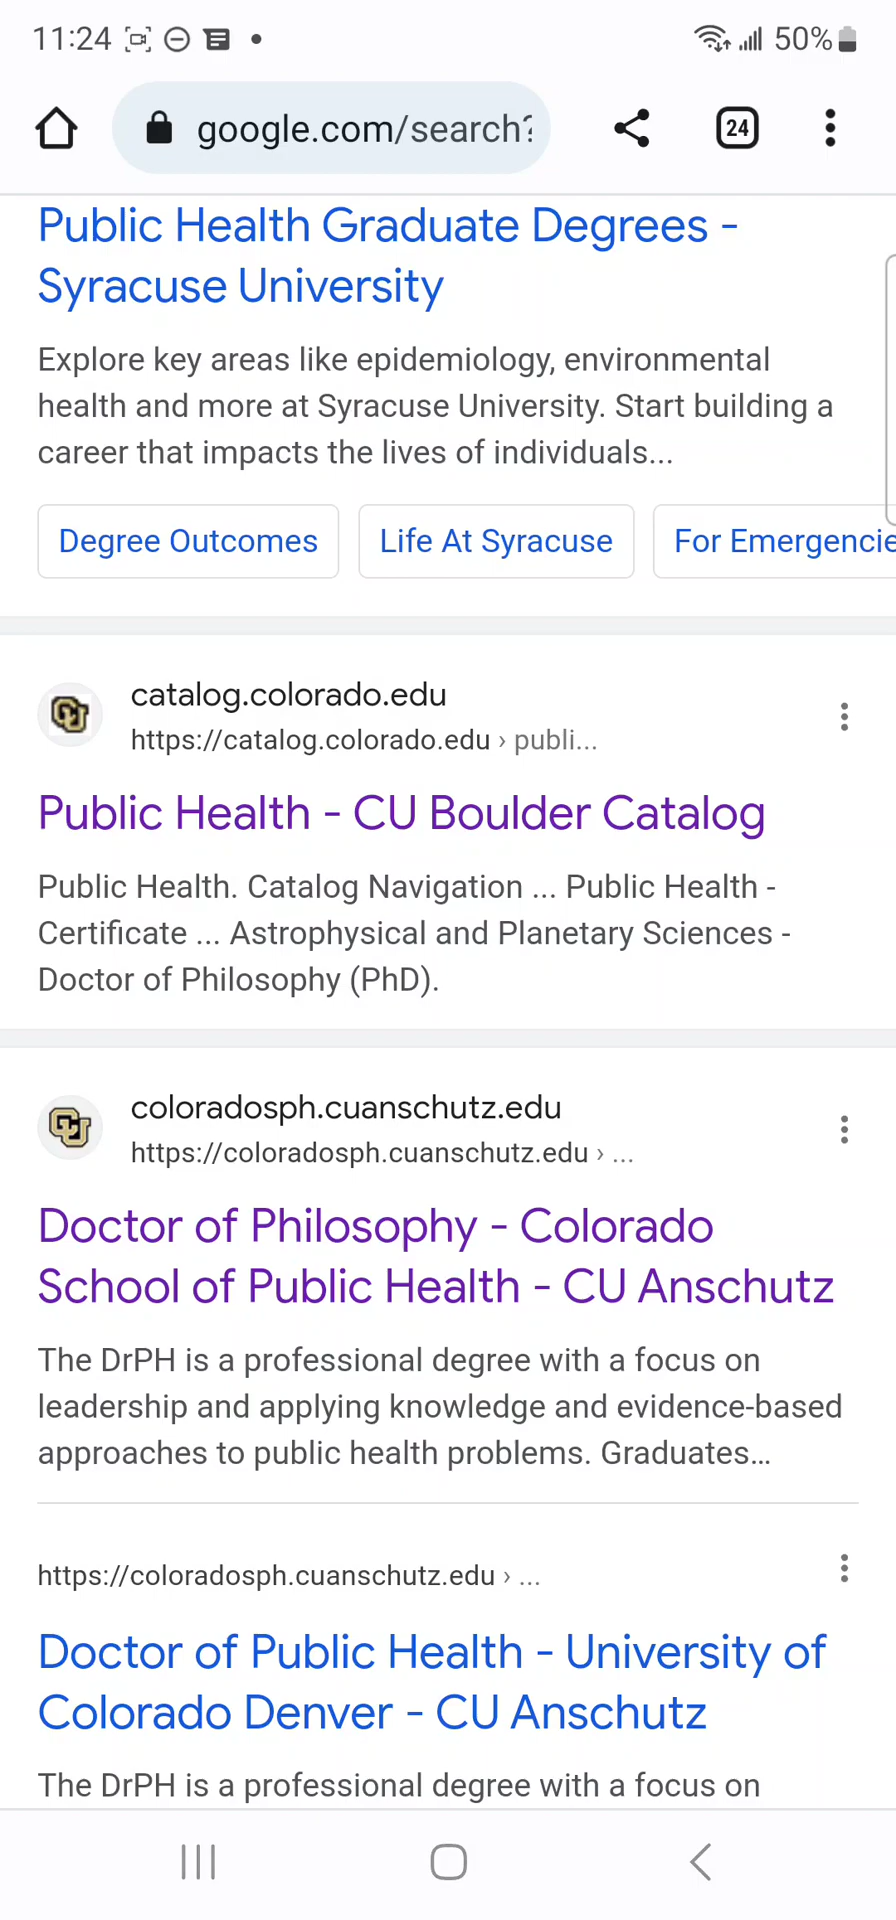 11:24
50%
google.com/search?
24
Public Health Graduate Degrees -
Syracuse University
Explore key areas like epidemiology, environmental
health and more at Syracuse University. Start building a
career that impacts the lives of individuals...
Degree Outcomes
Life At Syracuse
For Emergencie
catalog.colorado.edu
https://catalog.colorado.edu › publi...
Public Health - CU Boulder Catalog
Public Health. Catalog Navigation ... Public Health -
Certificate ... Astrophysical and Planetary Sciences -
Doctor of Philosophy (PhD).
coloradosph.cuanschutz.edu
https://coloradosph.cuanschutz.edu › ...
Doctor of Philosophy - Colorado
School of Public Health - CU Anschutz
The DrPH is a professional degree with a focus on
leadership and applying knowledge and evidence-based
approaches to public health problems. Graduates...
https://coloradosph.cuanschutz.edu › ...
Doctor of Public Health - University of
Colorado Denver - CU Anschutz
The DrPH is a professional degree with a focus on